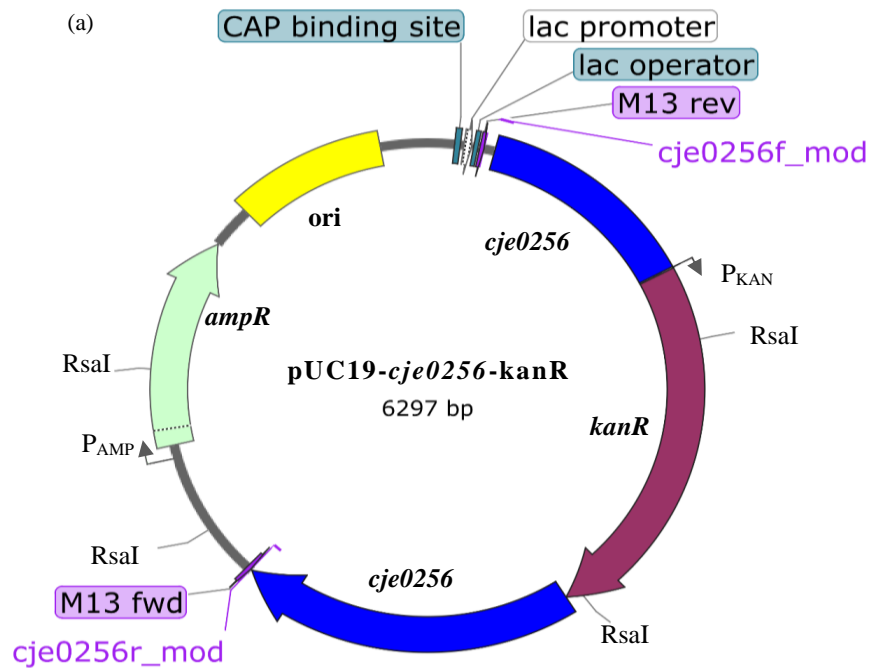 (a)
CAP binding site
lac promoter
lac operator
M13 rev
cje0256f_mod
ori
cje0256
PKAN
ampR
RsaI
RsaI
pUC19-cje0256-kanR
6297 bp
kanR
PAMP
RsaI
cje0256
M13 fwd
RsaI
cje0256r_mod